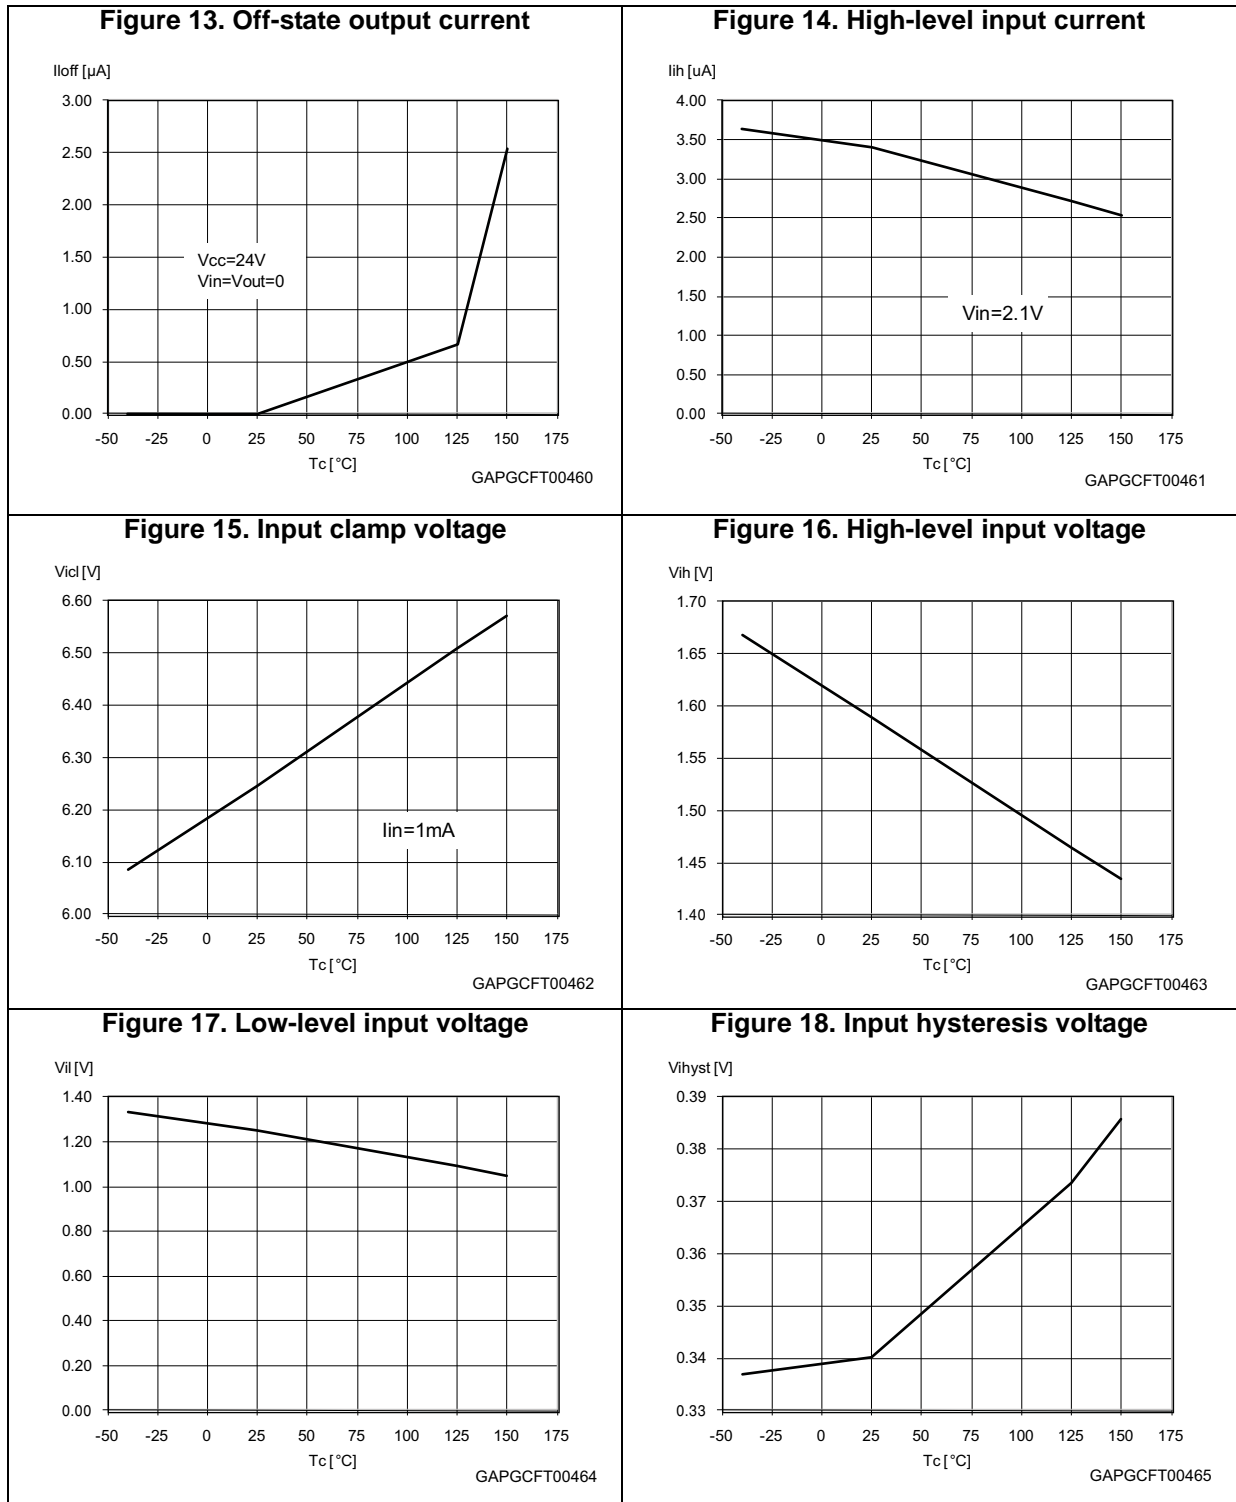 Figure 13. Off-state output current
Iloff [µA]
3.00
2.50
2.00
1.50
1.00
0.50
0.00
Vcc=24V
Vin=Vout=0
-50 -25 0 25 50 75 100 125 150 175
Tc [°C]
GAPGCFT00460
Figure 14. High-level input current
Iih [uA]
4.00
3.50
3.00
2.50
2.00
1.50
1.00
0.50
0.00
Vin=2.1V
-50 -25 0 25 50 75 100 125 150 175
Tc [°C]
GAPGCFT00461
Figure 15. Input clamp voltage
Vicl [V]
6.60
6.50
6.40
6.30
6.20
6.10
6.00
Iin=1mA
-50 -25 0 25 50 75 100 125 150 175
Tc [°C]
GAPGCFT00462
Figure 16. High-level input voltage
Vih [V]
1.70
1.65
1.60
1.55
1.50
1.45
1.40
-50 -25 0 25 50 75 100 125 150 175
Tc [°C]
GAPGCFT00463
Figure 17. Low-level input voltage
Vil [V]
1.40
1.20
1.00
0.80
0.60
0.40
0.20
0.00
-50 -25 0 25 50 75 100 125 150 175
Tc [°C]
GAPGCFT00464
Figure 18. Input hysteresis voltage
Vihyst [V]
0.39
0.38
0.37
0.36
0.35
0.34
0.33
-50 -25 0 25 50 75 100 125 150 175
Tc [°C]
GAPGCFT00465